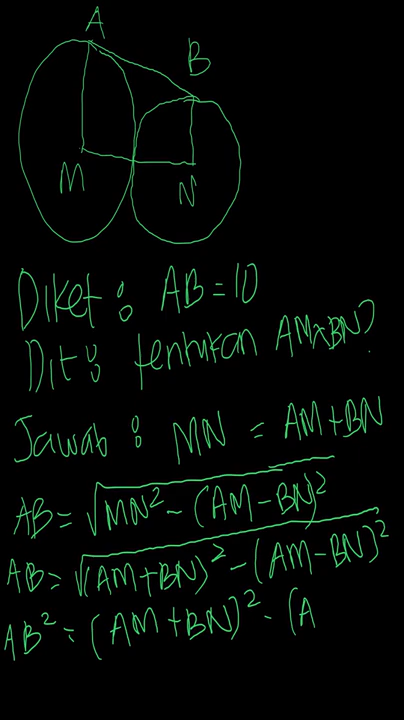 A
B
M
N
Diket : AB = 10
Dit : tentukan AM×BN?
Jawab : MN = AM+BN
AB = √MN² - (AM - BN)²
AB = √(AM+BN)² - (AM-BN)²
AB² = (AM+BN)² - (A